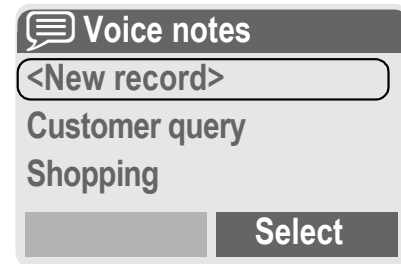 Voice notes
<New record>
Customer query
Shopping
Select